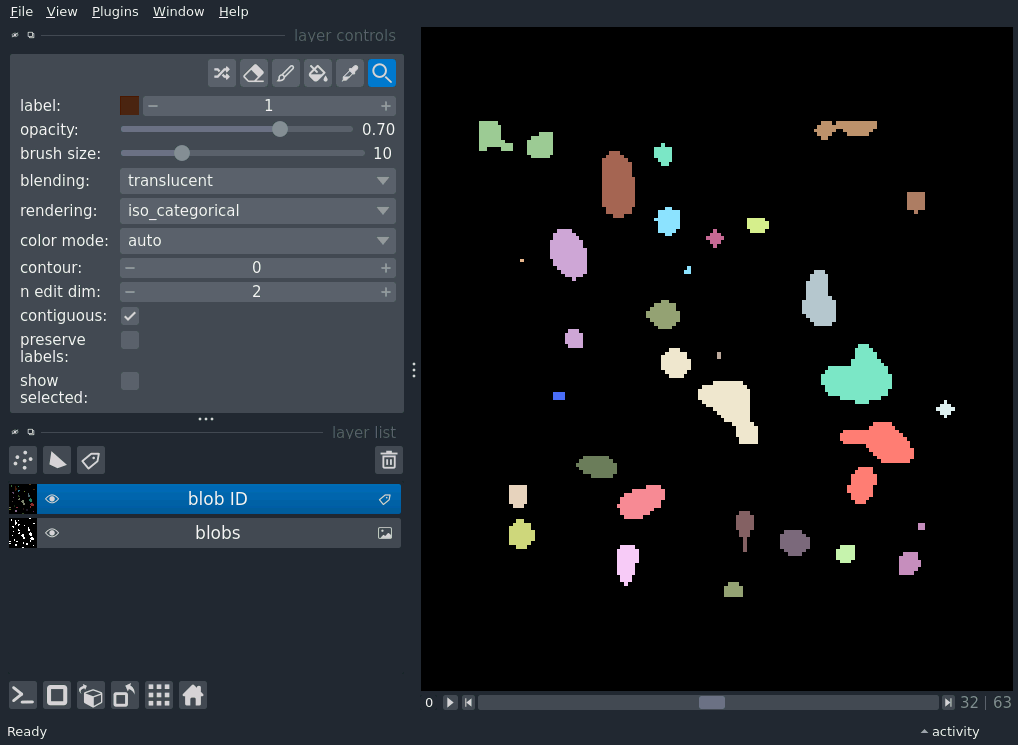 File View Plugins Window Help
layer controls
label: 1
opacity: 0.70
brush size: 10
blending: translucent
rendering: iso_categorical
color mode: auto
contour: 0
n edit dim: 2
contiguous:
preserve
labels:
show
selected:
layer list
blob ID
blobs
0 32 | 63
Ready activity